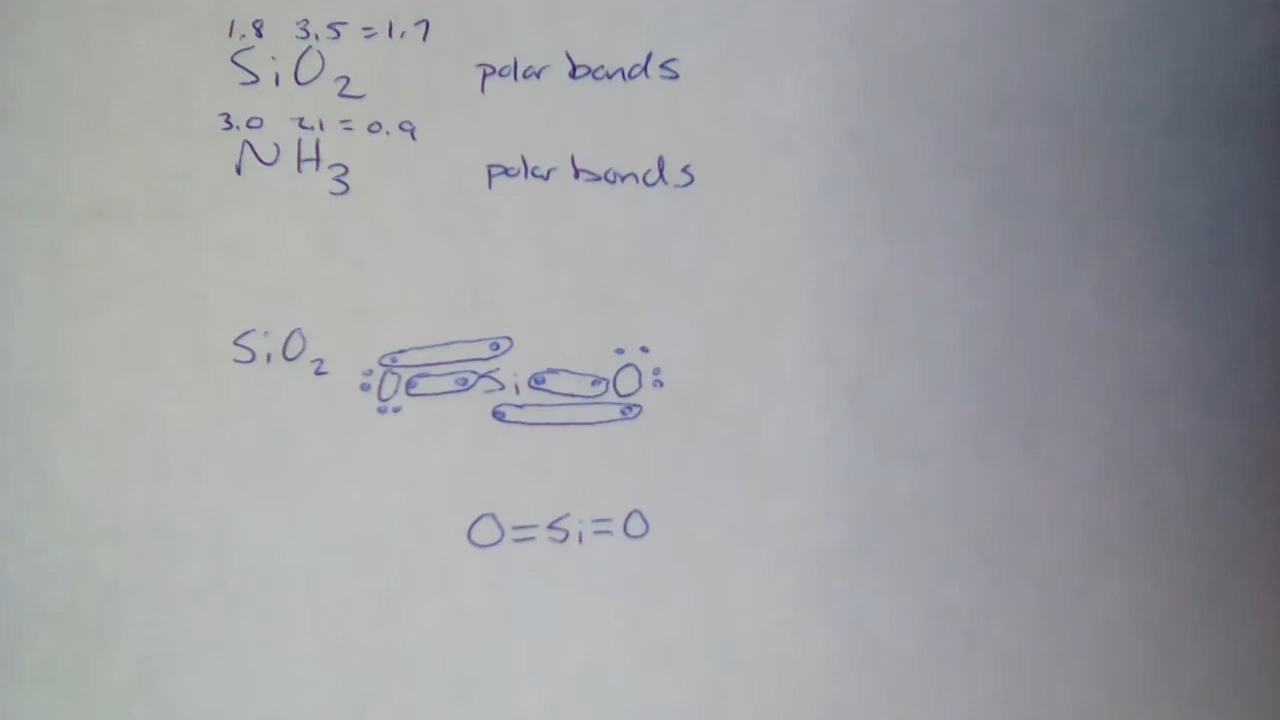 1.8 3.5 = 1.7
SiO2 polar bonds
3.0 2.1 = 0.9
NH3 polar bonds
SiO2 :O Si O:
O=Si=O